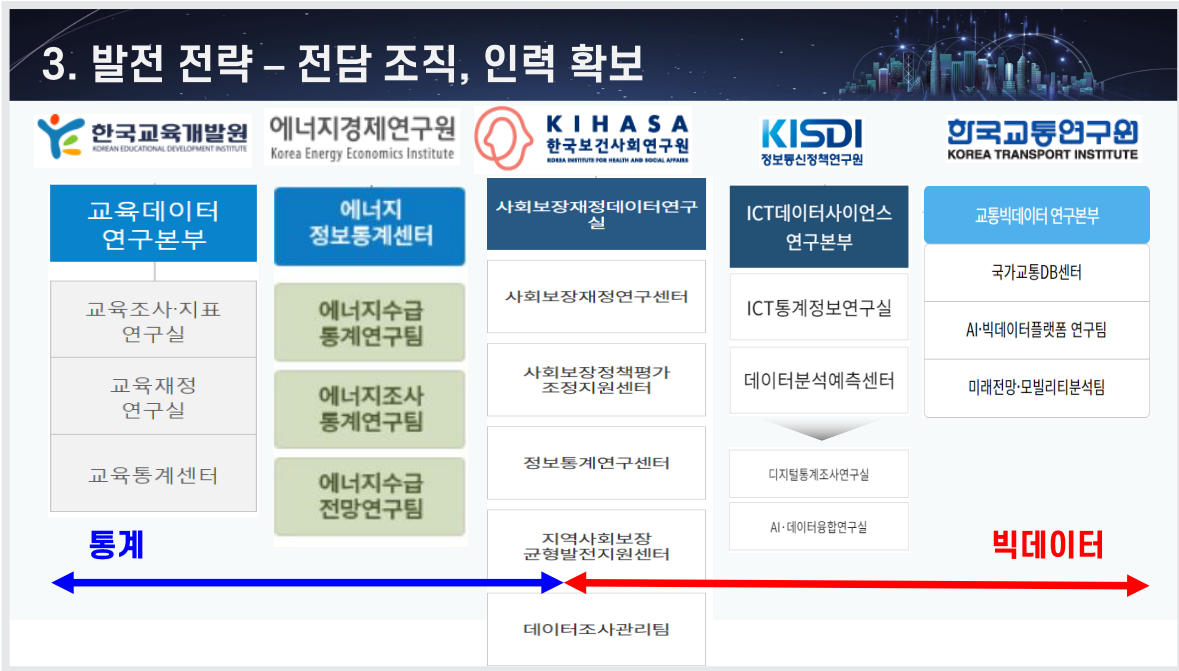 3. 발전 전략 – 전담 조직, 인력 확보
한국교육개발원
KOREAN EDUCATIONAL DEVELOPMENT INSTITUTE
교육데이터
연구본부
교육조사·지표
연구실
교육재정
연구실
교육통계센터
에너지경제연구원
Korea Energy Economics Institute
에너지
정보통계센터
에너지수급
통계연구팀
에너지조사
통계연구팀
에너지수급
전망연구팀
KIHASA
한국보건사회연구원
KOREA INSTITUTE FOR HEALTH AND SOCIAL AFFAIRS
사회보장재정데이터연구
실
사회보장재정연구센터
사회보장정책평가
조정지원센터
정보통계연구센터
지역사회보장
균형발전지원센터
데이터조사관리팀
KISDI
정보통신정책연구원
ICT데이터사이언스
연구본부
ICT통계정보연구실
데이터분석예측센터
디지털통계조사연구실
AI·데이터융합연구실
한국교통연구원
KOREA TRANSPORT INSTITUTE
교통빅데이터 연구본부
국가교통DB센터
AI·빅데이터플랫폼 연구팀
미래전망·모빌리티분석팀
통계
빅데이터